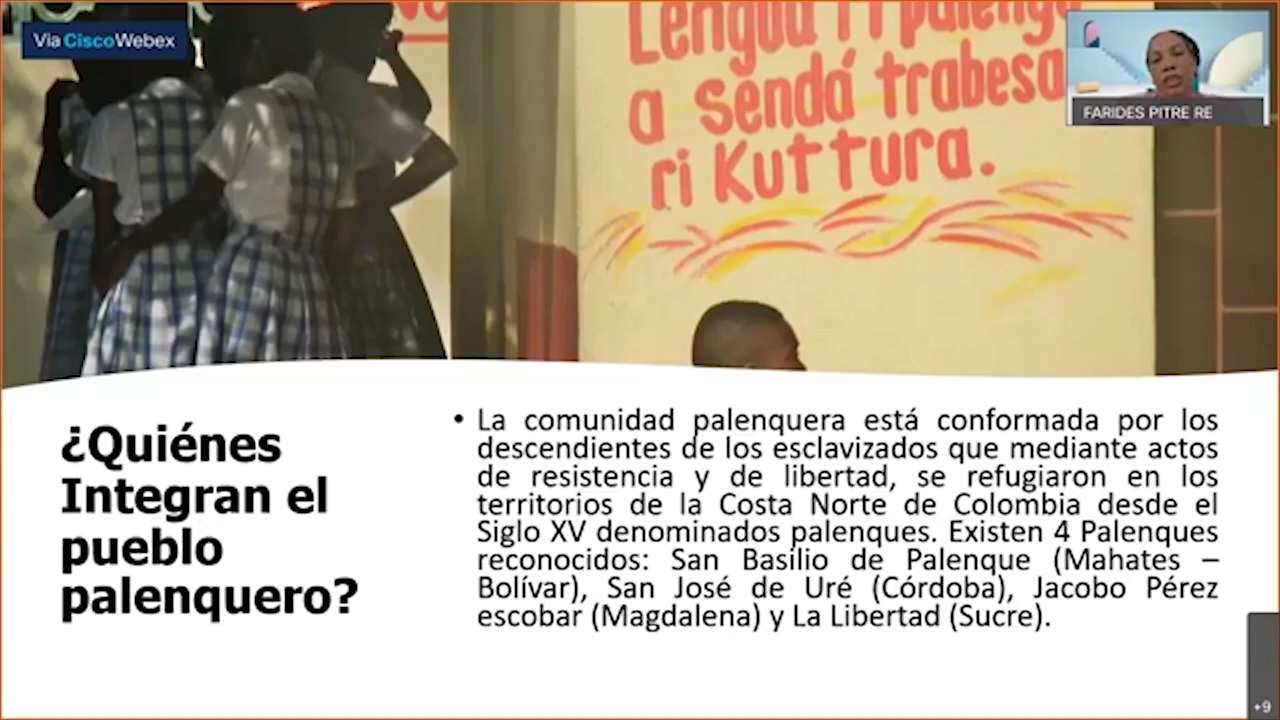 Via CiscoWebex
Lengua ri palenge
a sendá trabesa
ri Kuttura.
FARIDES PITRE RE
¿Quiénes
Integran el
pueblo
palenquero?
• La comunidad palenquera está conformada por los
descendientes de los esclavizados que mediante actos
de resistencia y de libertad, se refugiaron en los
territorios de la Costa Norte de Colombia desde el
Siglo XV denominados palenques. Existen 4 Palenques
reconocidos: San Basilio de Palenque (Mahates –
Bolívar), San José de Uré (Córdoba), Jacobo Pérez
escobar (Magdalena) y La Libertad (Sucre).
+9